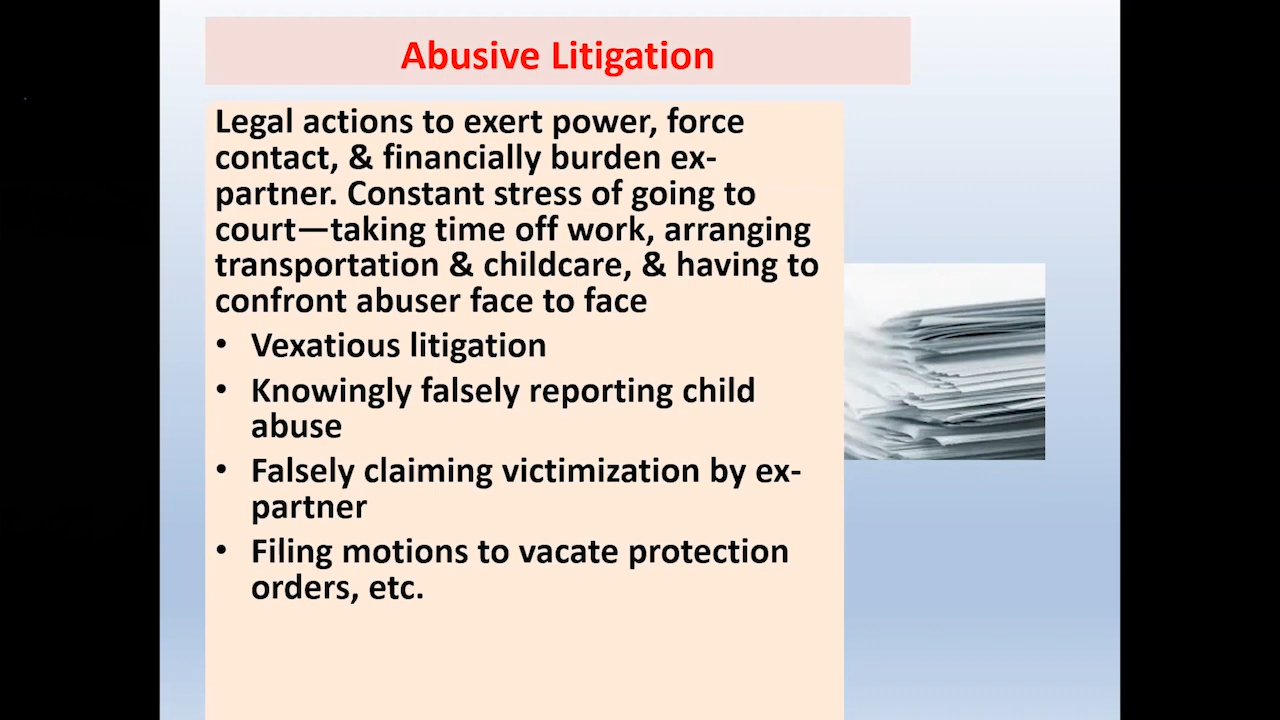 Abusive Litigation
Legal actions to exert power, force
contact, & financially burden ex-
partner. Constant stress of going to
court—taking time off work, arranging
transportation & childcare, & having to
confront abuser face to face
• Vexatious litigation
• Knowingly falsely reporting child
abuse
• Falsely claiming victimization by ex-
partner
• Filing motions to vacate protection
orders, etc.